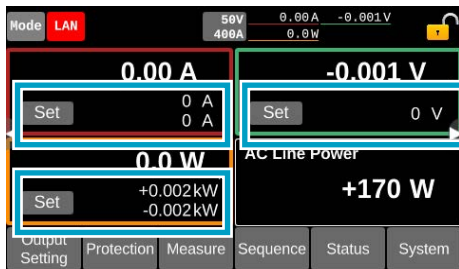 Mode LAN 50V 0.00A -0.001V
400A 0.0W
0.00 A -0.001 V
Set 0 A
0 A
Set 0 V
0.0 W AC Line Power
Set +0.002kW
-0.002kW
+170 W
Output Setting Protection Measure Sequence Status System